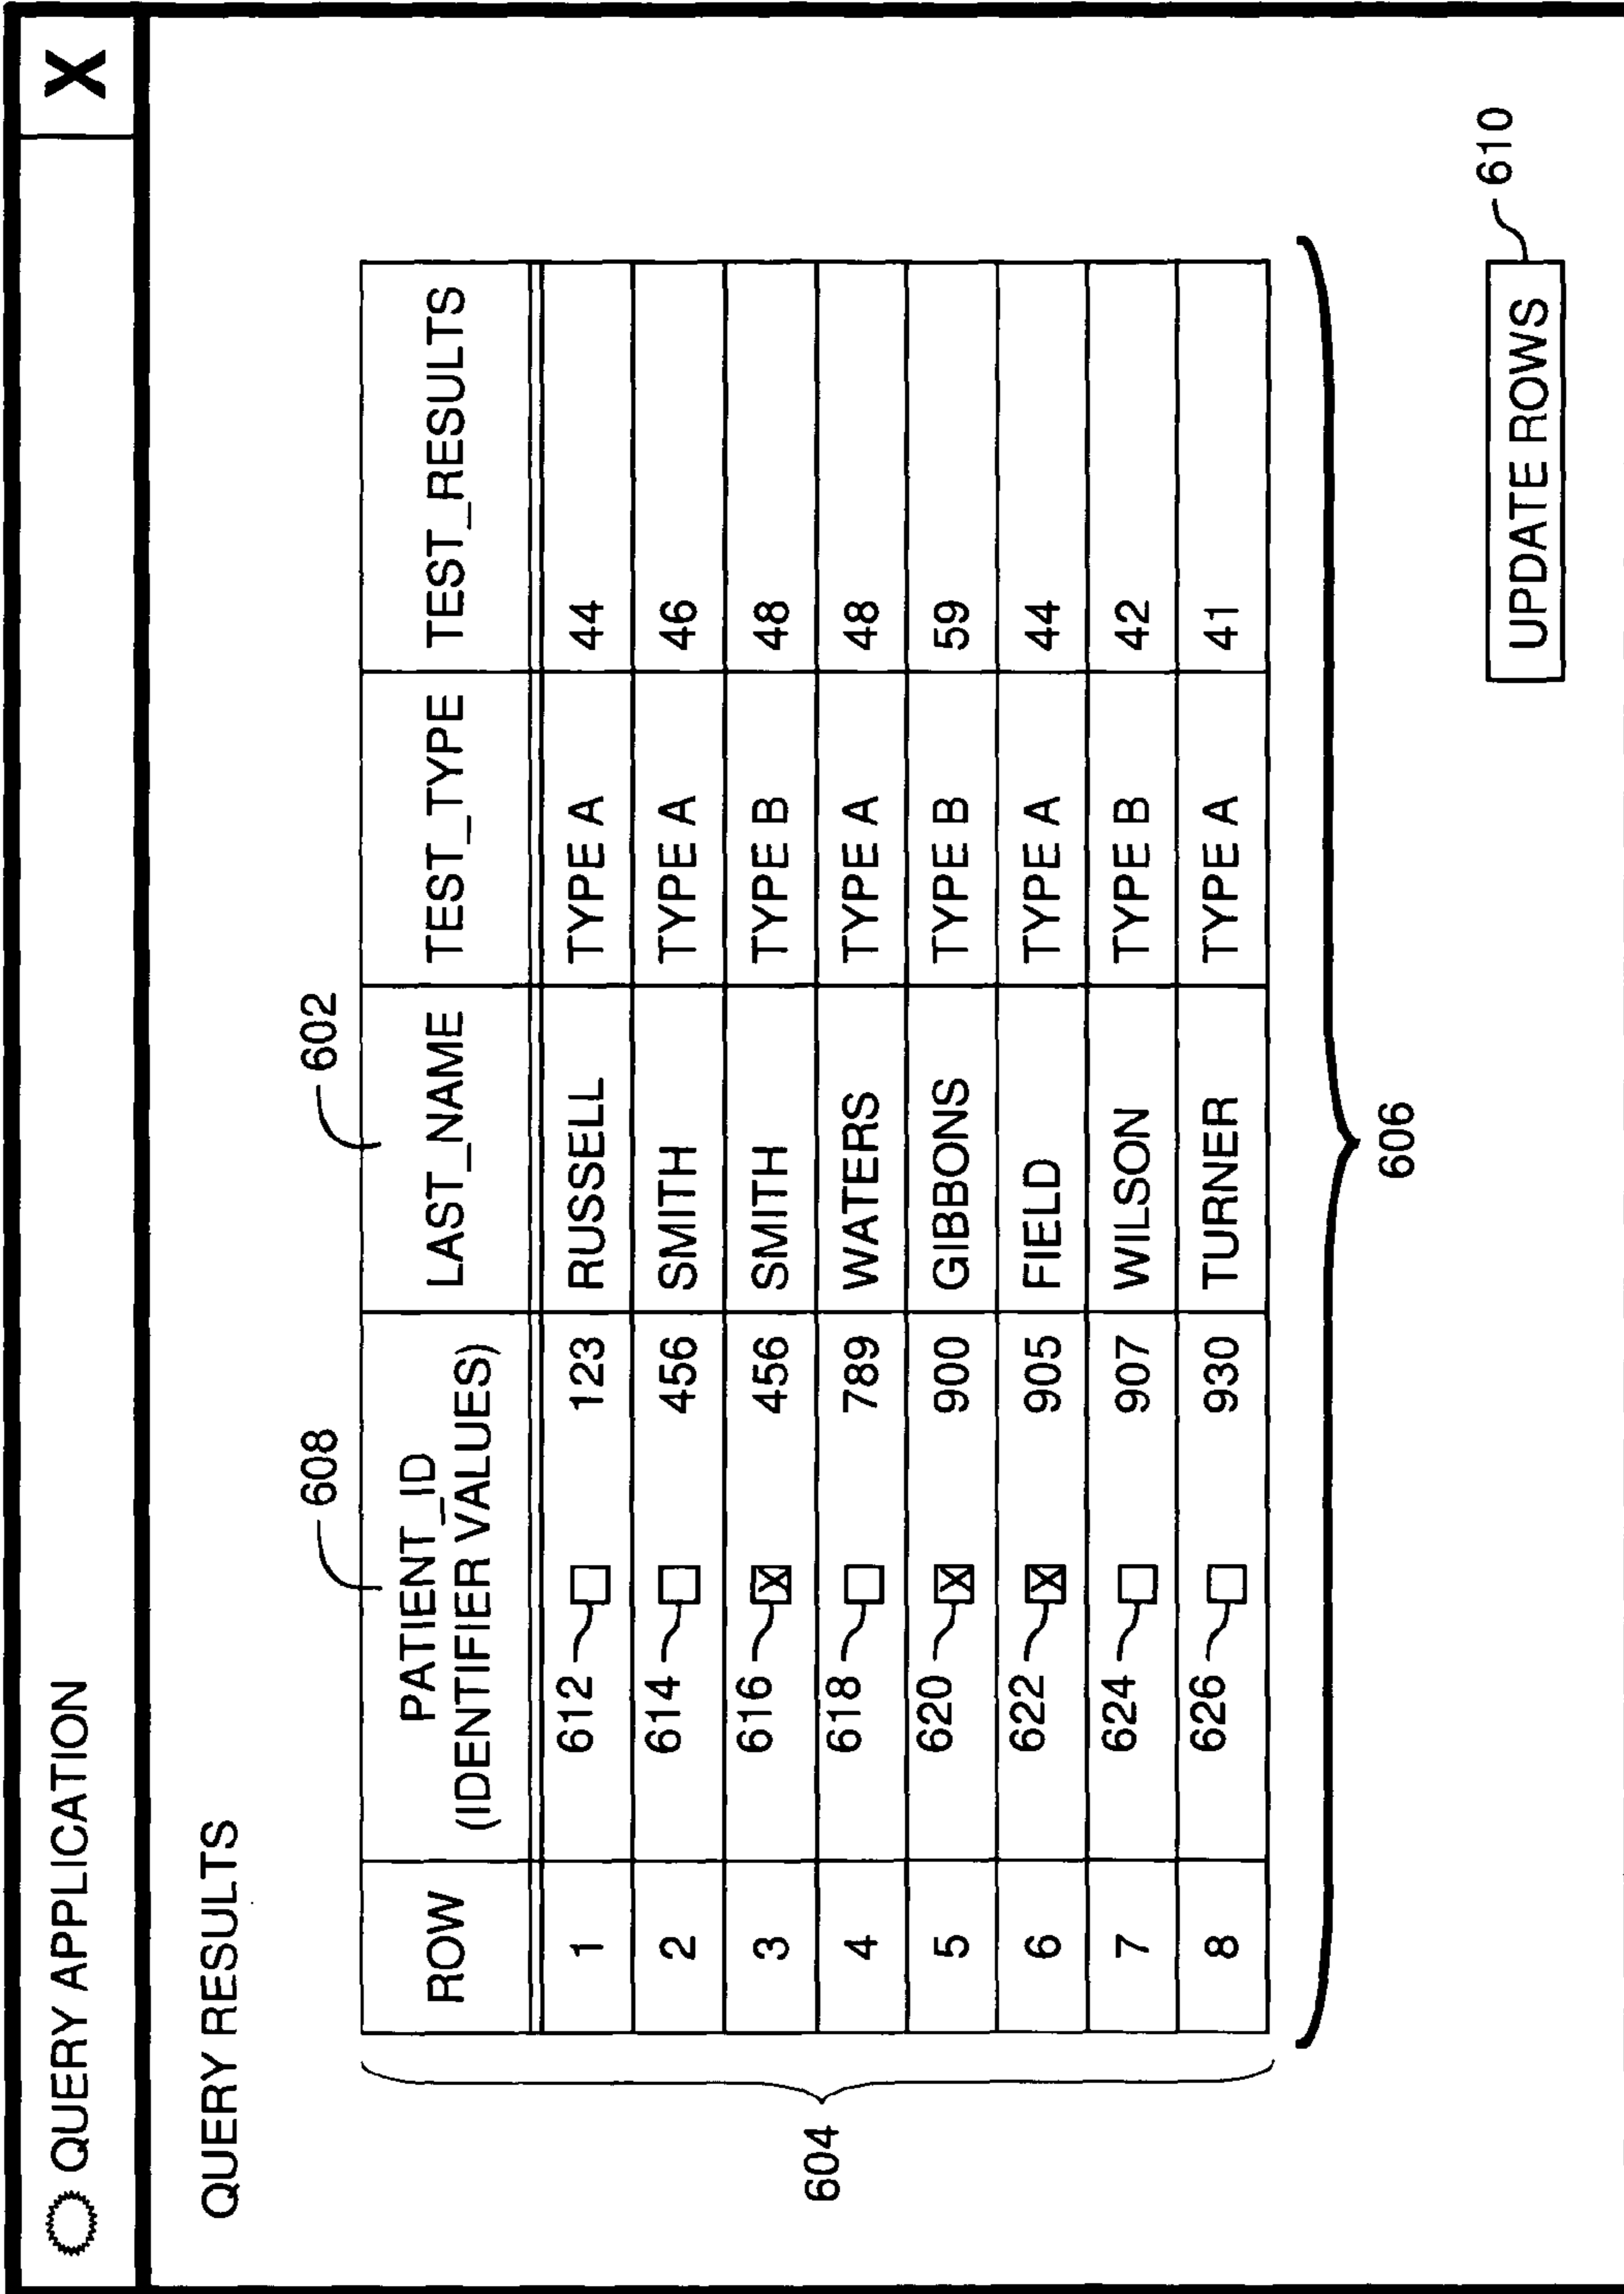 QUERY APPLICATION X
QUERY RESULTS
608 602
ROW PATIENT_ID (IDENTIFIER VALUES) LAST_NAME TEST_TYPE TEST_RESULTS
1 612 123 RUSSELL TYPE A 44
2 614 456 SMITH TYPE A 46
3 616 X 456 SMITH TYPE B 48
4 618 789 WATERS TYPE A 48
5 620 X 900 GIBBONS TYPE B 59
6 622 X 905 FIELD TYPE A 44
7 624 907 WILSON TYPE B 42
8 626 930 TURNER TYPE A 41
604
606
UPDATE ROWS 610